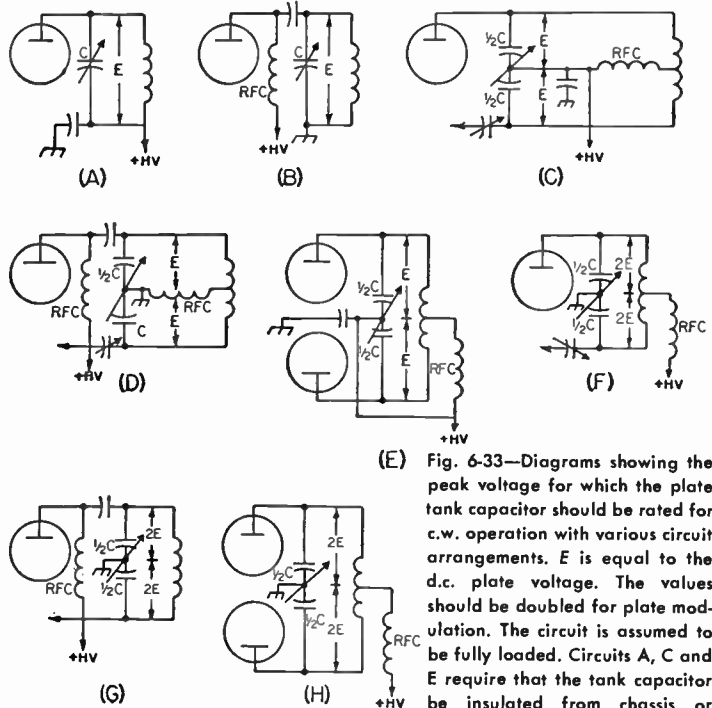 C
E
+HV
(A)
RFC
C
E
+HV
(B)
½C
½C
E
E
RFC
+HV
(C)
RFC
½C
C
E
E
RFC
+HV
(D)
½C
½C
E
E
RFC
+HV
(E)
½C
½C
2E
2E
RFC
+HV
(F)
RFC
½C
½C
2E
2E
+HV
(G)
½C
½C
2E
2E
RFC
+HV
(H)
Fig. 6-33—Diagrams showing the
peak voltage for which the plate
tank capacitor should be rated for
c.w. operation with various circuit
arrangements. E is equal to the
d.c. plate voltage. The values
should be doubled for plate mod-
ulation. The circuit is assumed to
be fully loaded. Circuits A, C and
E require that the tank capacitor
be insulated from chassis or